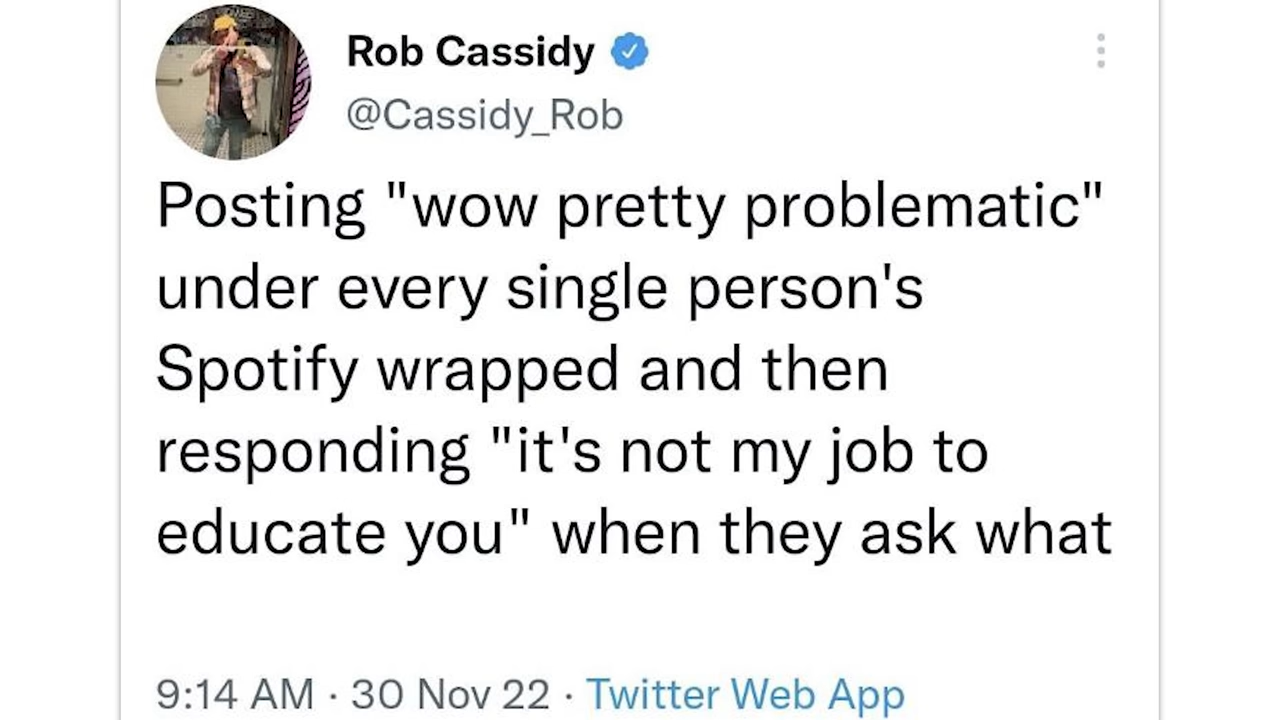 Rob Cassidy
@Cassidy_Rob
Posting "wow pretty problematic"
under every single person's
Spotify wrapped and then
responding "it's not my job to
educate you" when they ask what
9:14 AM · 30 Nov 22 · Twitter Web App